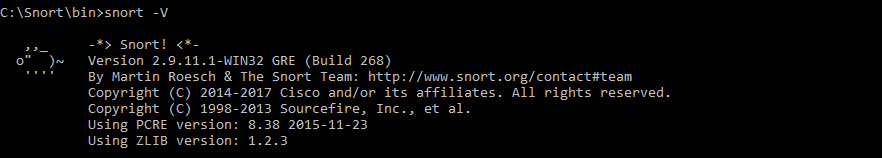 C:\Snort\bin>snort -V
   ,,_     -*> Snort! <*-
  o"  )~   Version 2.9.11.1-WIN32 GRE (Build 268)
   ''''    By Martin Roesch & The Snort Team: http://www.snort.org/contact#team
           Copyright (C) 2014-2017 Cisco and/or its affiliates. All rights reserved.
           Copyright (C) 1998-2013 Sourcefire, Inc., et al.
           Using PCRE version: 8.38 2015-11-23
           Using ZLIB version: 1.2.3